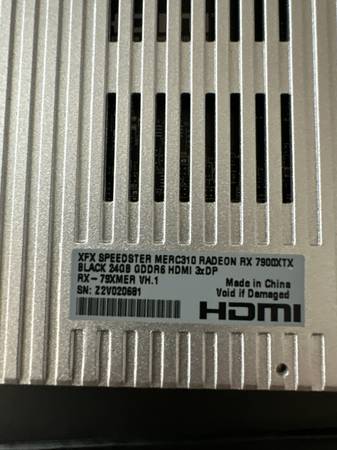 XFX SPEEDSTER MERC310 RADEON RX 7900XTX
BLACK 24GB GDDR6 HDMI 3xDP
RX-79XMER VH.1
Made in China
SN: Z2V020681
Void if Damaged
HDMI